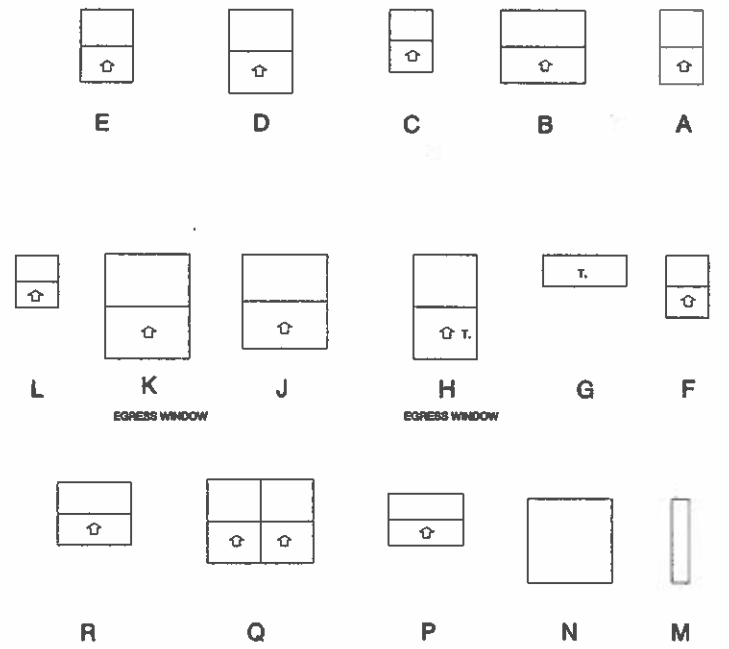 E D C B A
T. T.
L K J H G F
EGRESS WINDOW EGRESS WINDOW
R Q P N M